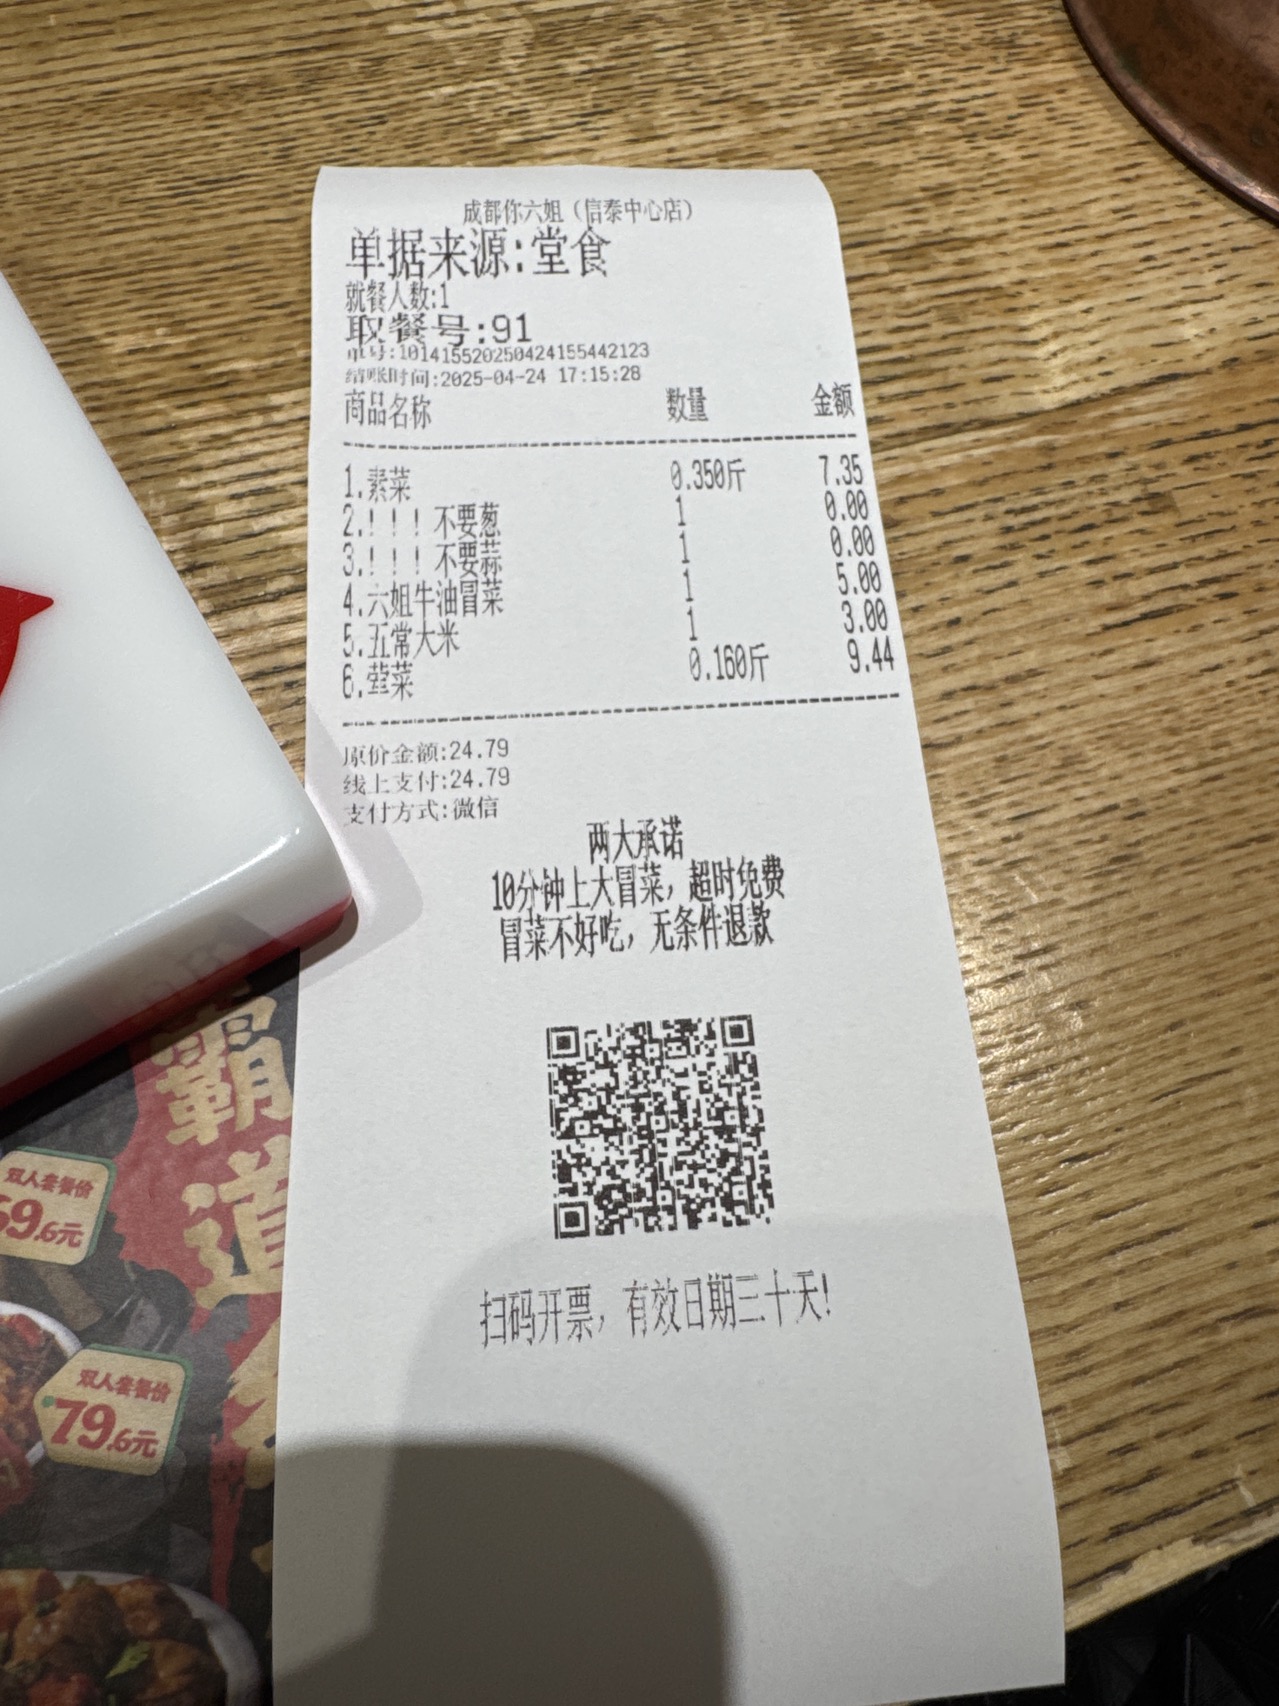 成都你六姐（信泰中心店）
单据来源:堂食
就餐人数:1
取餐号:91
单号:101415520250424155442123
结账时间:2025-04-24 17:15:28
商品名称 数量 金额
1.素菜 0.350斤 7.35
2.！！！不要葱 1 0.00
3.！！！不要蒜 1 0.00
4.六姐牛油冒菜 1 5.00
5.五常大米 1 3.00
6.荤菜 0.160斤 9.44
原价金额:24.79
线上支付:24.79
支付方式:微信
两大承诺
10分钟上大冒菜，超时免费
冒菜不好吃，无条件退款
扫码开票，有效日期三十天!
霸道
双人套餐价
69.6元
双人套餐价
79.6元